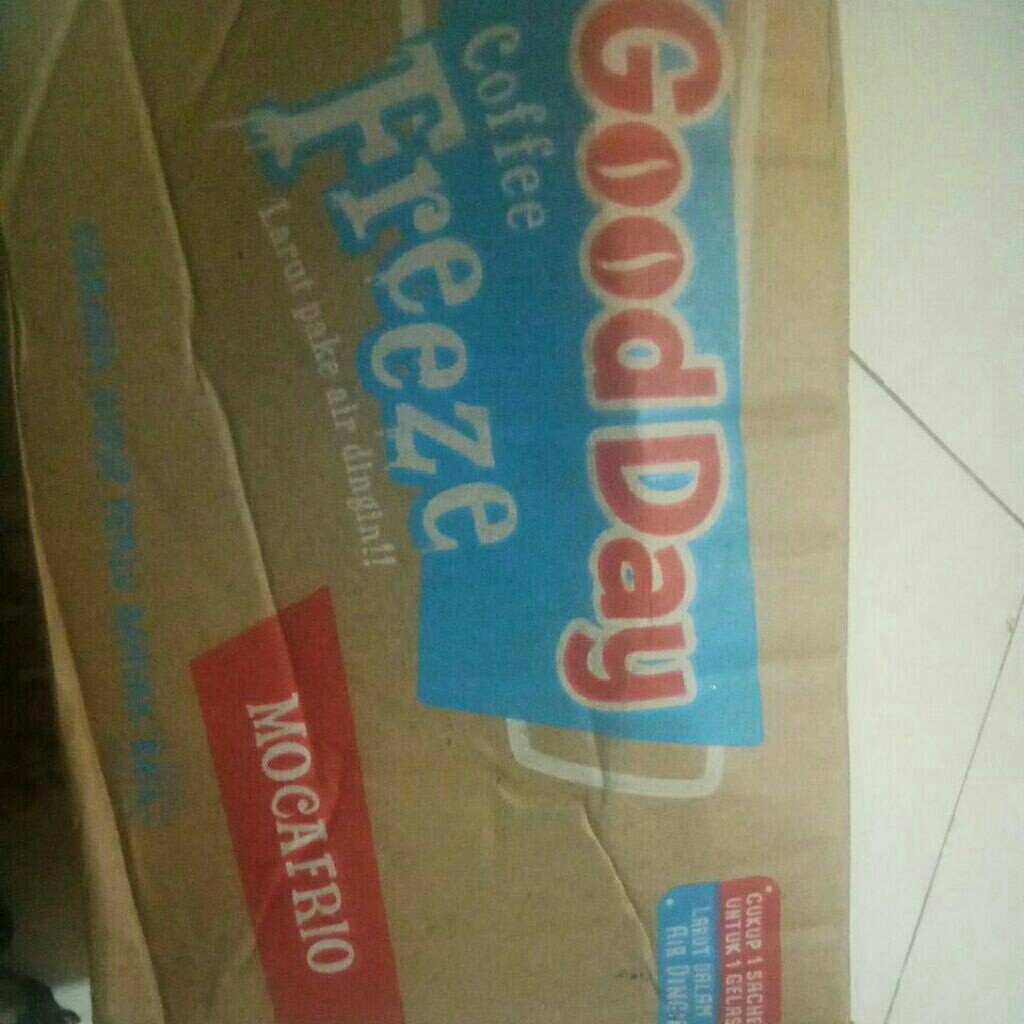 Good Day
Coffee
Freeze
Larut pake air dingin!!
MOCAFRIO
• CUKUP 1 SACHE
UNTUK 1 GELAS
• LARUT DALAM
AIR DINGI